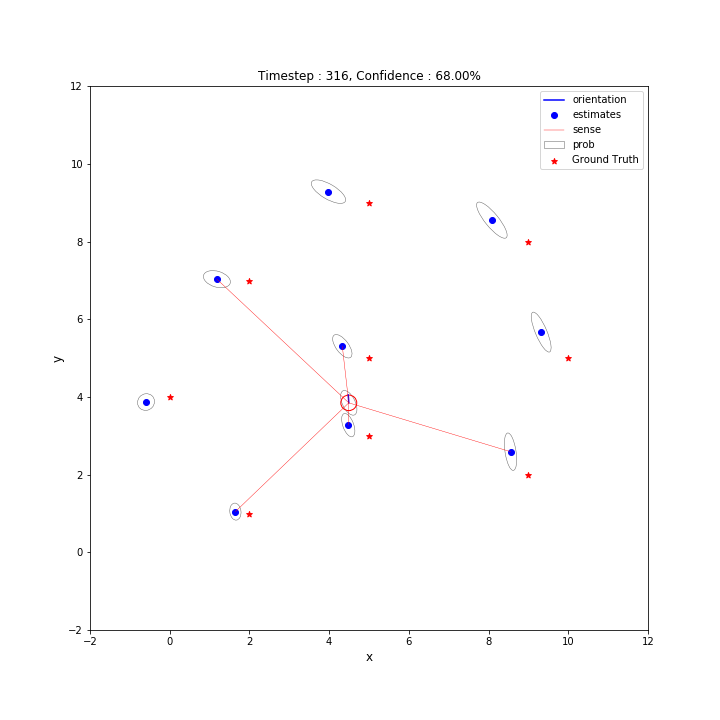 Timestep : 316, Confidence : 68.00%
orientation
estimates
sense
prob
Ground Truth
12
10
8
6
4
2
0
−2
y
−2 0 2 4 6 8 10 12
x